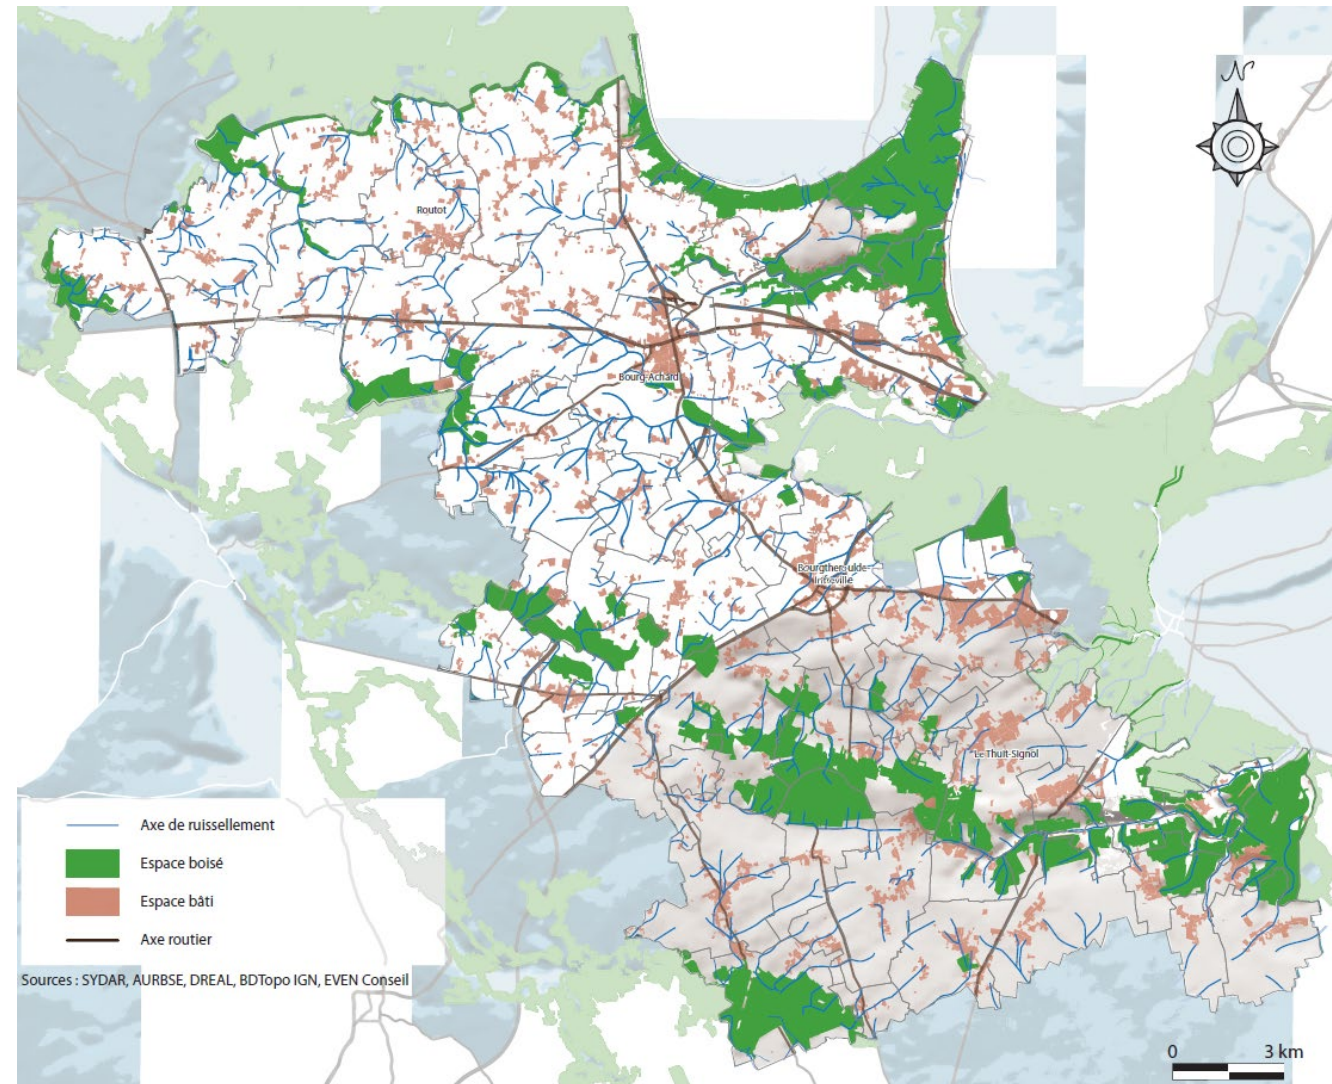 N
Routot
Bourg-Achard
Bourgtheroulde-
Infreville
Le Thuit-Signol
Axe de ruissellement
Espace boisé
Espace bâti
Axe routier
Sources : SYDAR, AURBSE, DREAL, BDTopo IGN, EVEN Conseil
0 3 km